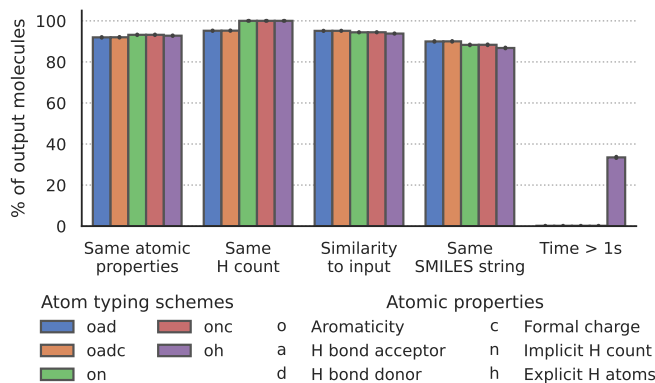 % of output molecules
100
80
60
40
20
0
Same atomic
properties
Same
H count
Similarity
to input
Same
SMILES string
Time > 1s
Atom typing schemes
oad
oadc
on
onc
oh
Atomic properties
o Aromaticity
a H bond acceptor
d H bond donor
c Formal charge
n Implicit H count
h Explicit H atoms